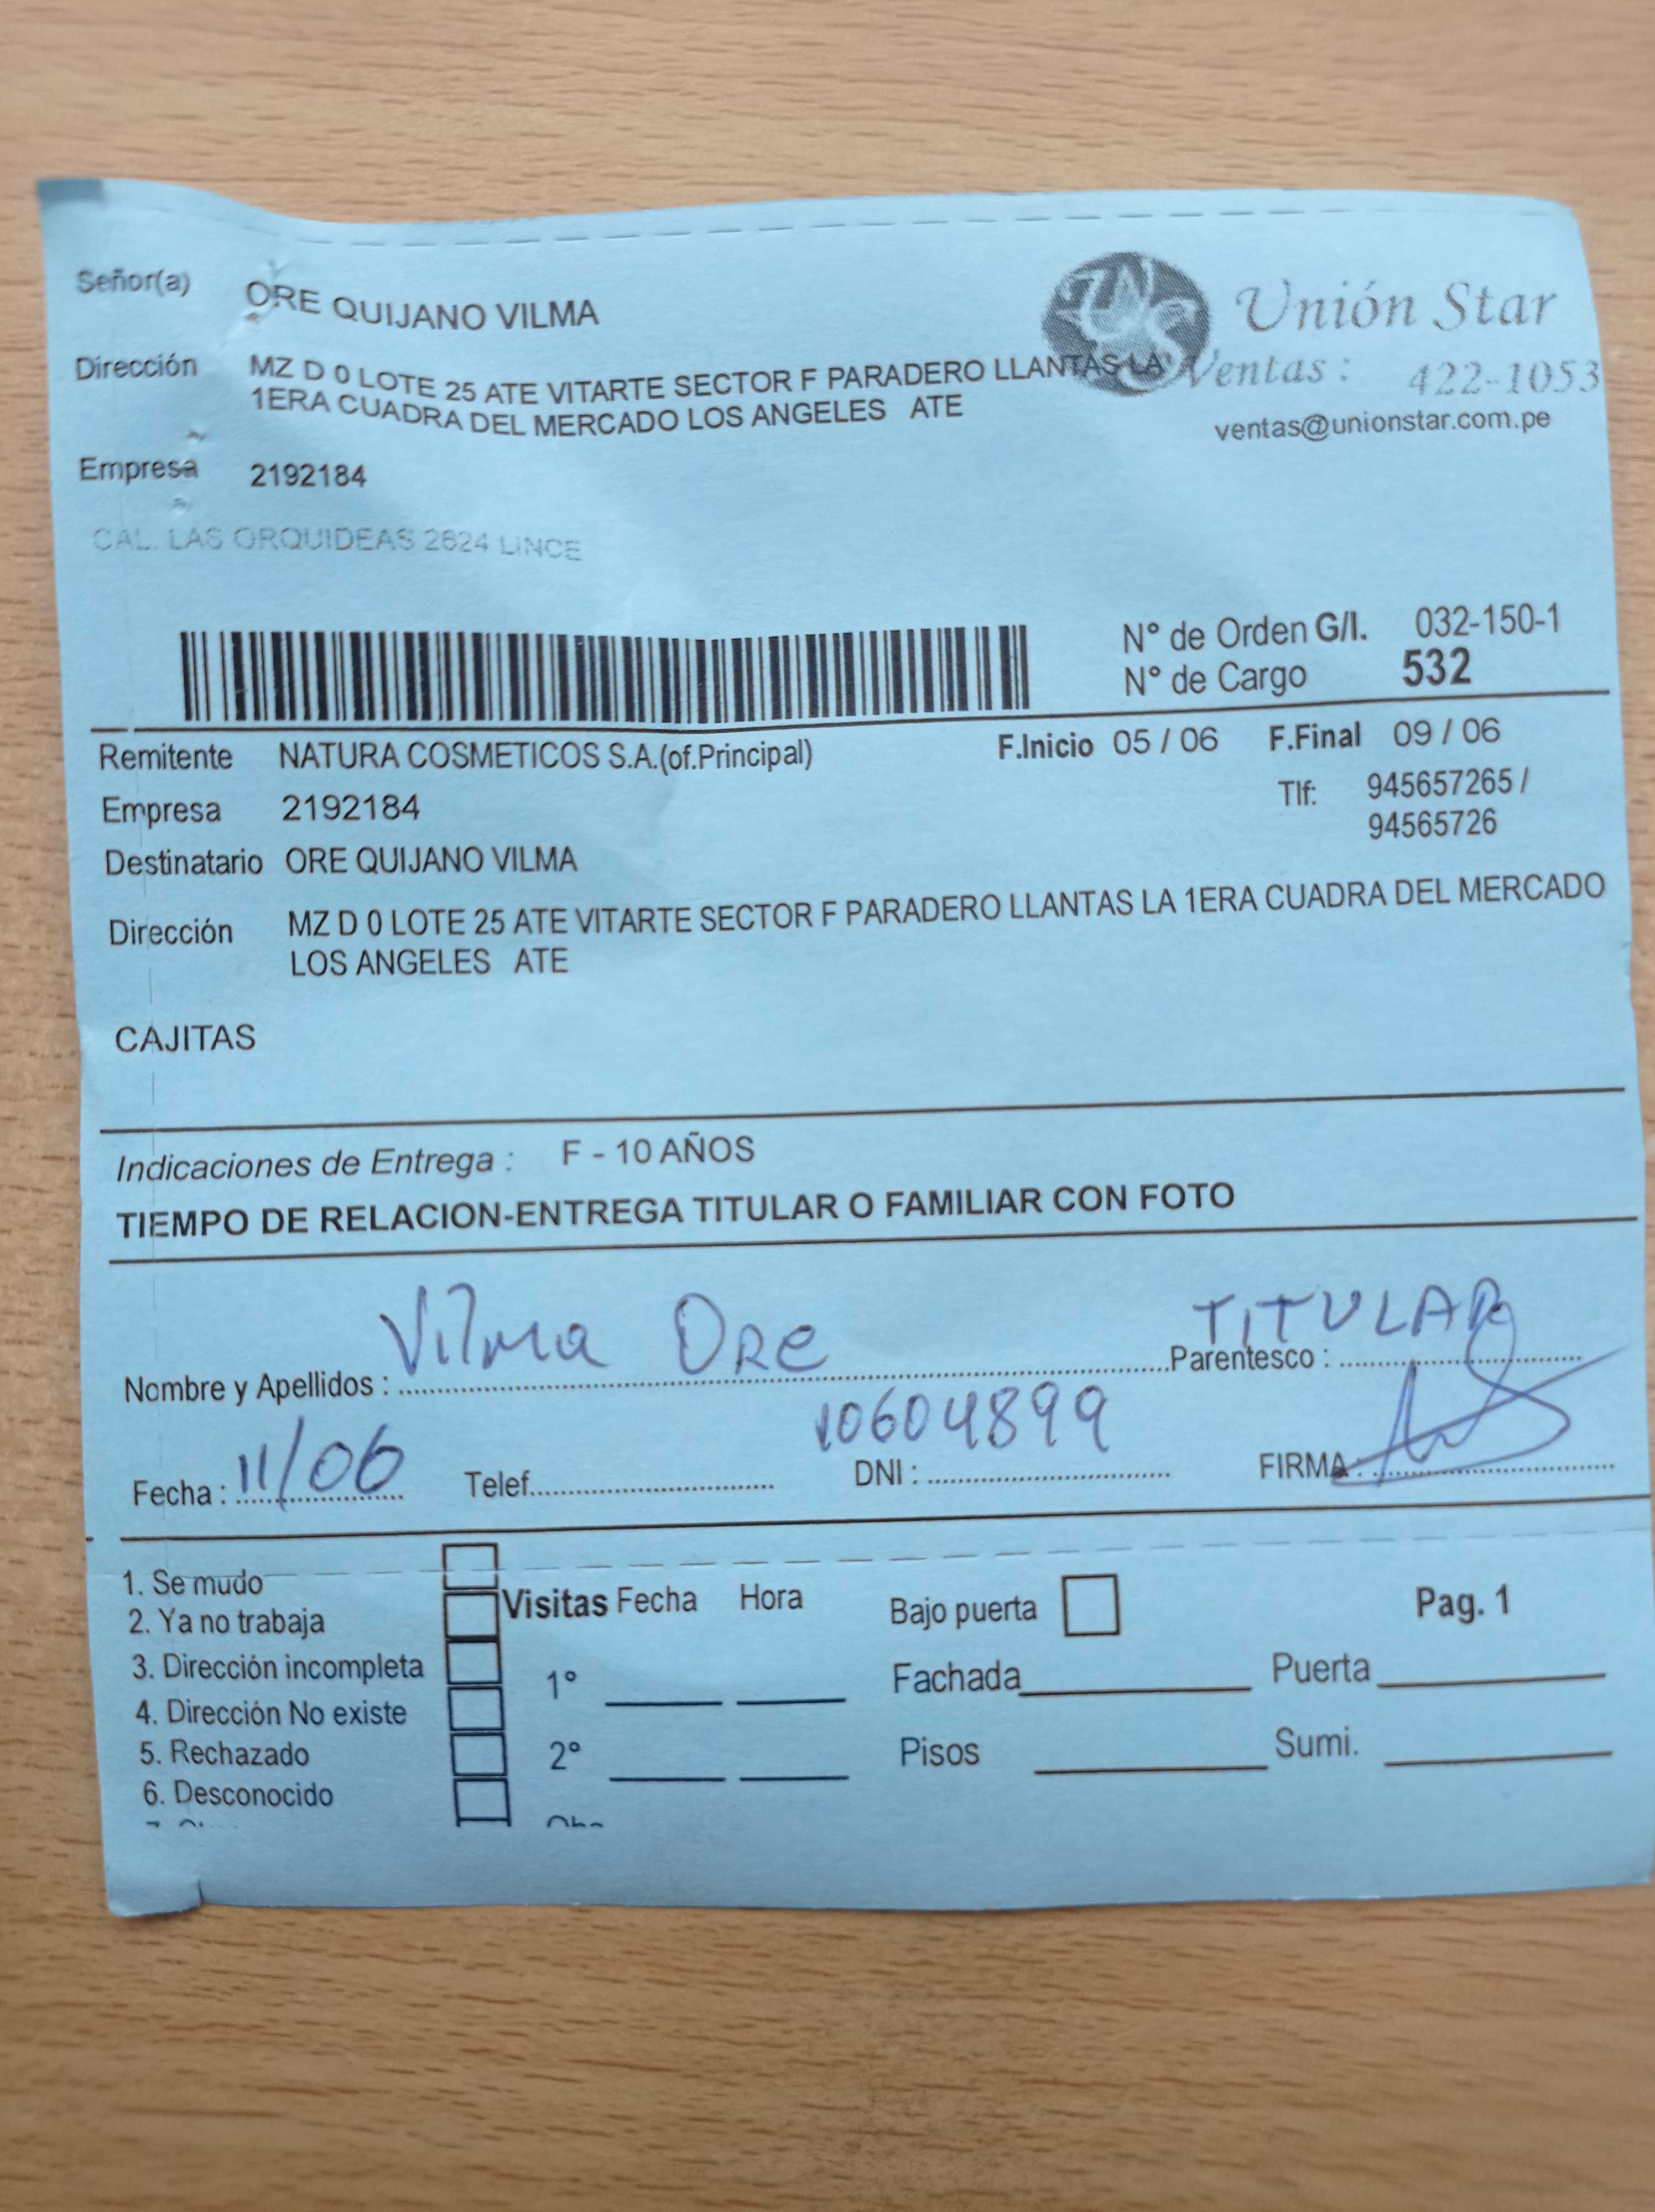 Señor(a) ORE QUIJANO VILMA
Unión Star
Dirección MZ D 0 LOTE 25 ATE VITARTE SECTOR F PARADERO LLANTAS LA
1ERA CUADRA DEL MERCADO LOS ANGELES ATE
Ventas : 422-1053
ventas@unionstar.com.pe
Empresa 2192184
CAL. LAS ORQUIDEAS 2624 LINCE
N° de Orden G/I. 032-150-1
N° de Cargo 532
Remitente NATURA COSMETICOS S.A.(of.Principal) F.Inicio 05 / 06 F.Final 09 / 06
Empresa 2192184 Tlf: 945657265 /
94565726
Destinatario ORE QUIJANO VILMA
Dirección MZ D 0 LOTE 25 ATE VITARTE SECTOR F PARADERO LLANTAS LA 1ERA CUADRA DEL MERCADO
LOS ANGELES ATE
CAJITAS
Indicaciones de Entrega : F - 10 AÑOS
TIEMPO DE RELACION-ENTREGA TITULAR O FAMILIAR CON FOTO
Nombre y Apellidos : Vilma Ore Parentesco : TITULAR
Fecha : 11/06 Telef. DNI : 10604899 FIRMA :
1. Se mudo
2. Ya no trabaja
3. Dirección incompleta
4. Dirección No existe
5. Rechazado
6. Desconocido
Visitas Fecha Hora
1°
2°
Bajo puerta
Fachada
Pisos
Pag. 1
Puerta
Sumi.